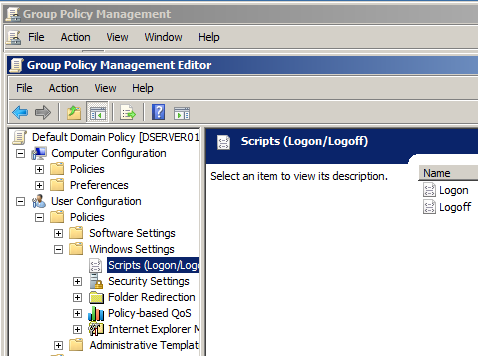 Group Policy Management
File Action View Window Help
Group Policy Management Editor
File Action View Help
Default Domain Policy [DSERVER01
Computer Configuration
Policies
Preferences
User Configuration
Policies
Software Settings
Windows Settings
Scripts (Logon/Logo
Security Settings
Folder Redirection
Policy-based QoS
Internet Explorer M
Administrative Templat
Scripts (Logon/Logoff)
Select an item to view its description.
Name
Logon
Logoff